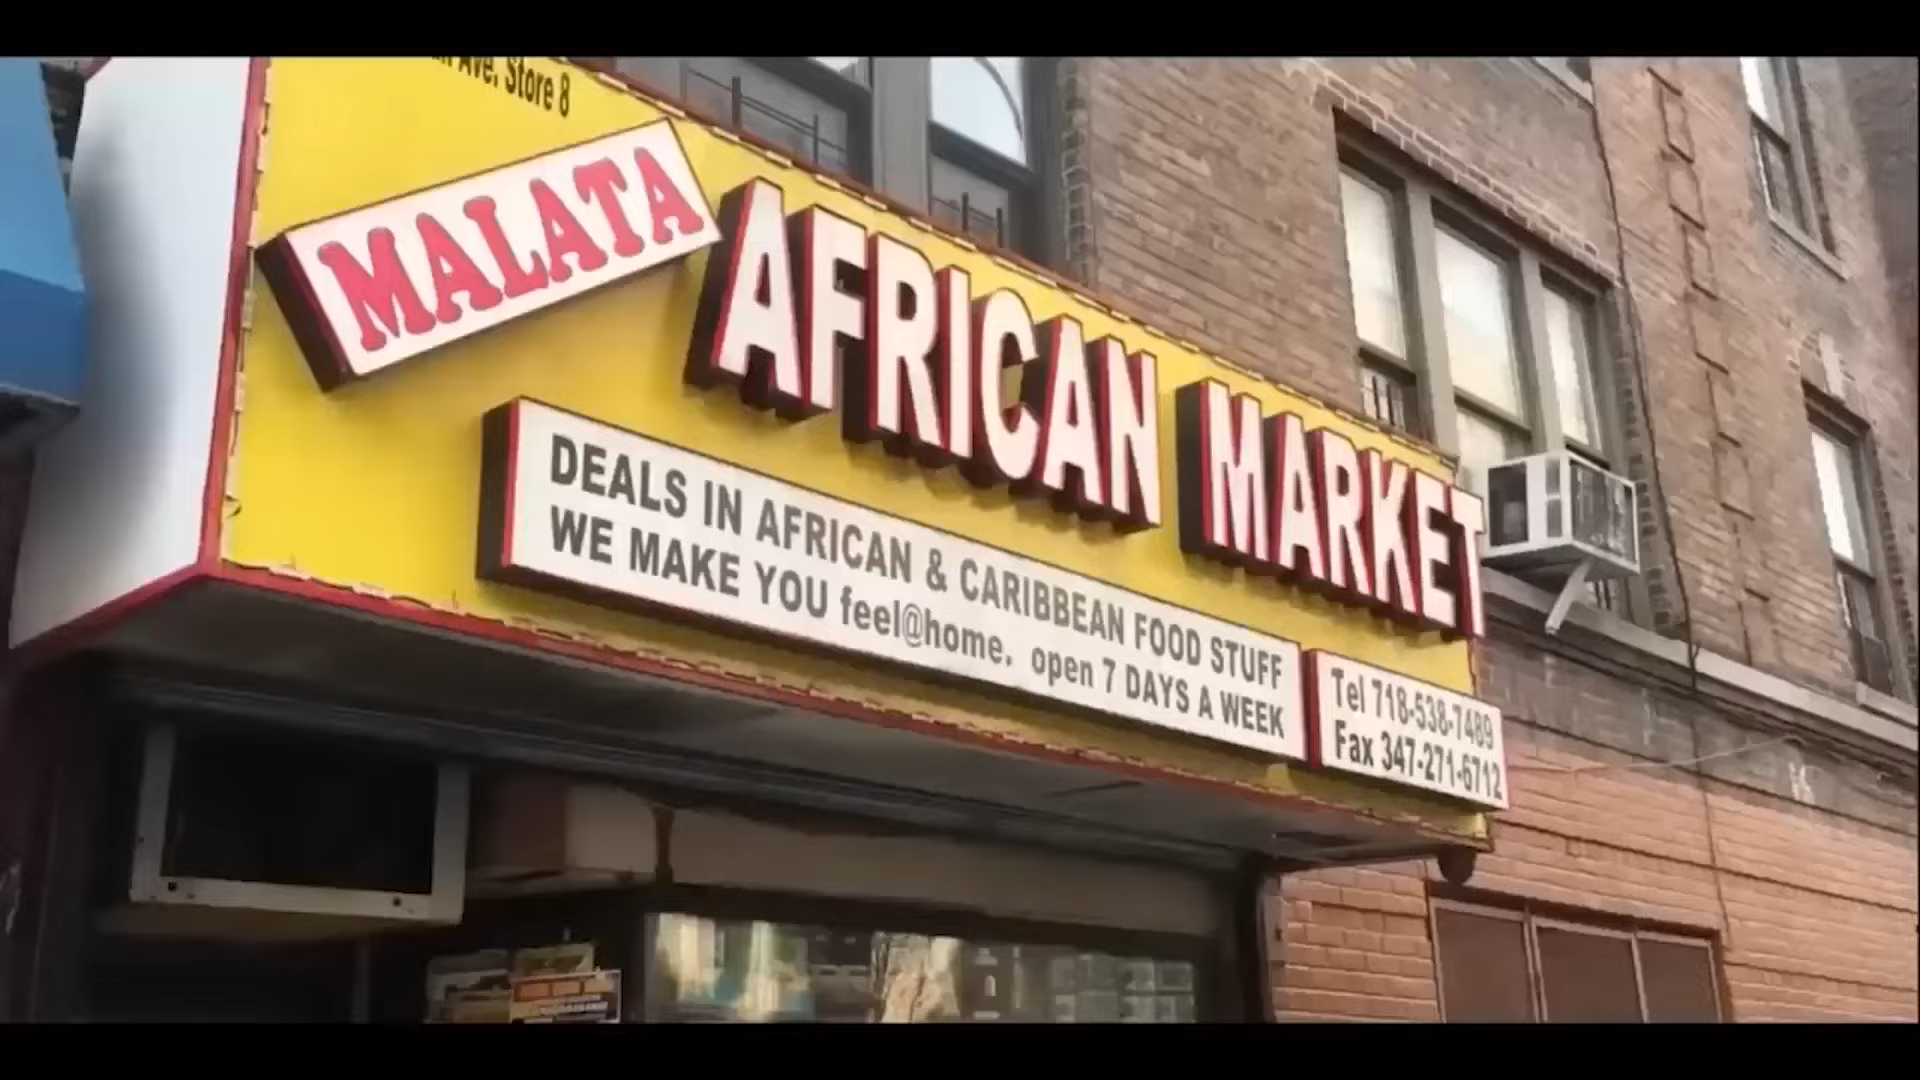 Ave. Store 8
MALATA
AFRICAN MARKET
DEALS IN AFRICAN & CARIBBEAN FOOD STUFF
WE MAKE YOU feel@home. open 7 DAYS A WEEK
Tel 718-538-7489
Fax 347-271-6712